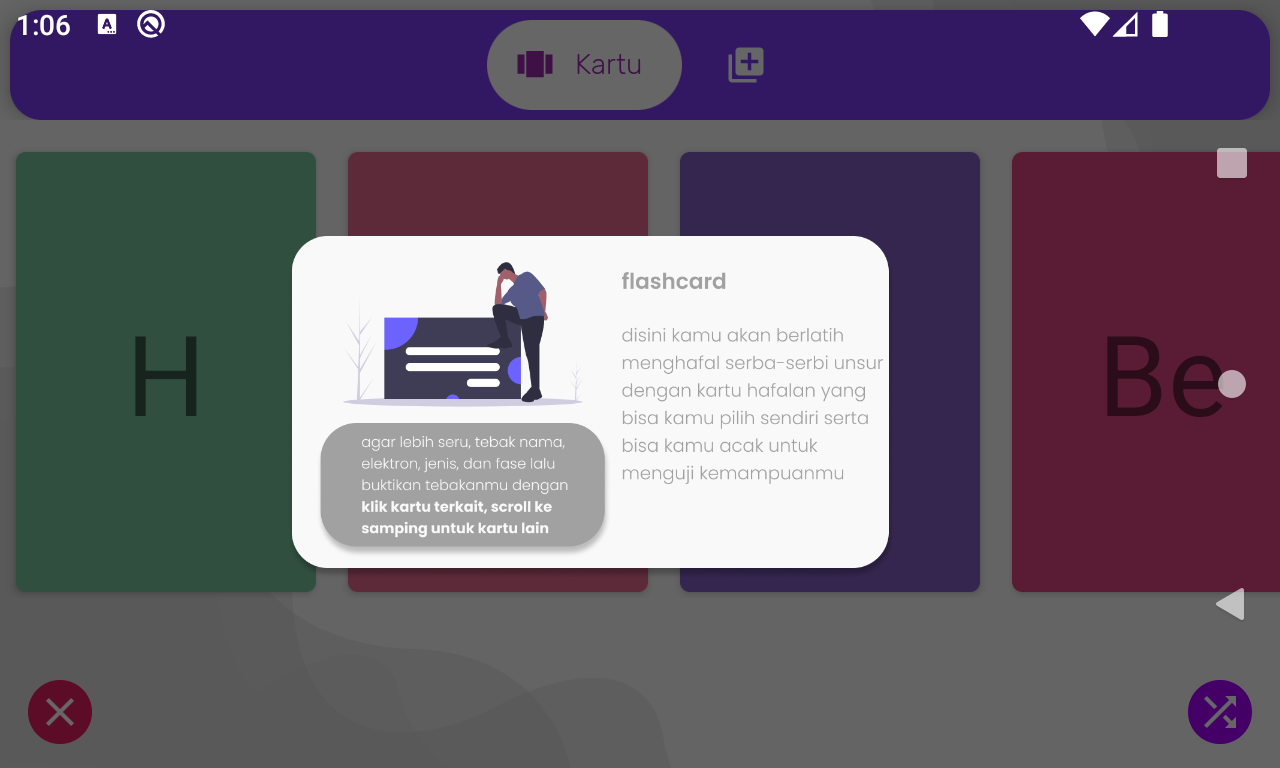 1:06
A
Kartu
H
Be
flashcard
disini kamu akan berlatih
menghafal serba-serbi unsur
dengan kartu hafalan yang
bisa kamu pilih sendiri serta
bisa kamu acak untuk
menguji kemampuanmu
agar lebih seru, tebak nama,
elektron, jenis, dan fase lalu
buktikan tebakanmu dengan
klik kartu terkait, scroll ke
samping untuk kartu lain